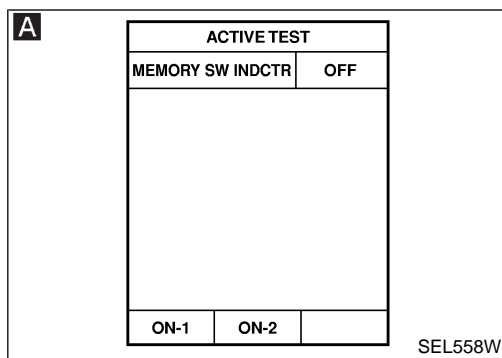 A
ACTIVE TEST
MEMORY SW INDCTR OFF
ON-1 ON-2
SEL558W